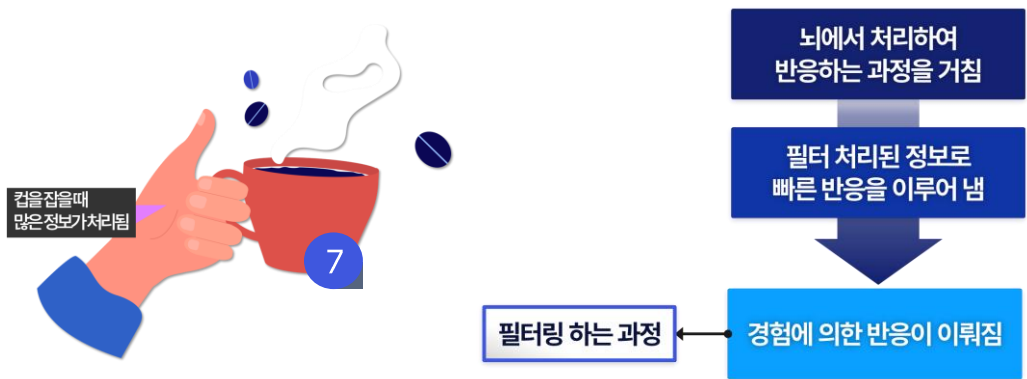 뇌에서 처리하여
반응하는 과정을 거침
필터 처리된 정보로
빠른 반응을 이루어 냄
컵을 잡을 때
많은 정보가 처리됨
7
필터링 하는 과정
경험에 의한 반응이 이뤄짐